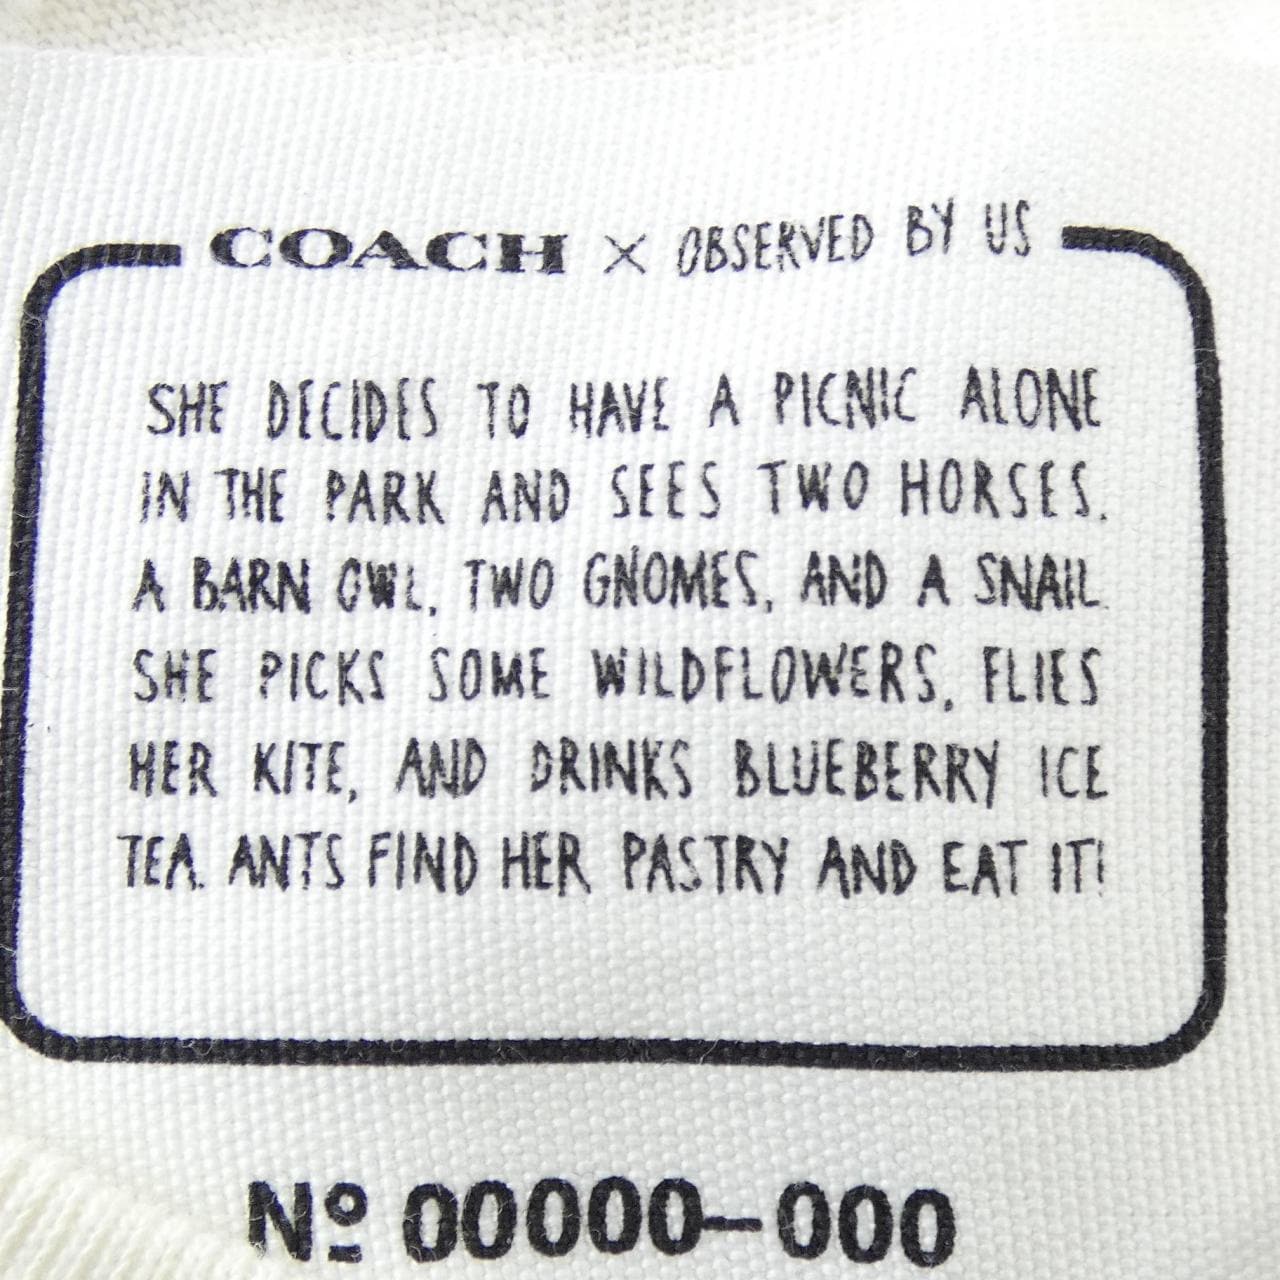 COACH × OBSERVED BY US
SHE DECIDES TO HAVE A PICNIC ALONE
IN THE PARK AND SEES TWO HORSES.
A BARN OWL, TWO GNOMES, AND A SNAIL.
SHE PICKS SOME WILDFLOWERS, FLIES
HER KITE, AND DRINKS BLUEBERRY ICE
TEA. ANTS FIND HER PASTRY AND EAT IT!
Nº 00000-000